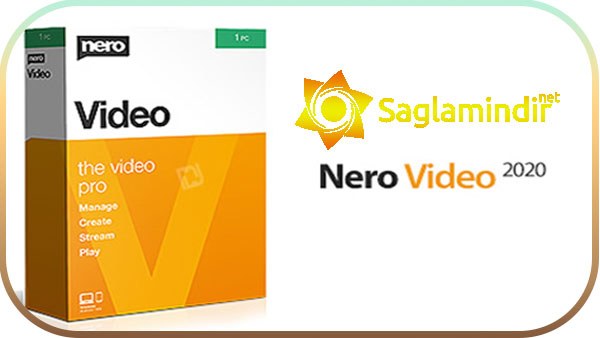 1 PC
nero
Video
1 PC
nero
Video
the video
pro
Manage
Create
Stream
Play
Saglamindir.net
Nero Video 2020